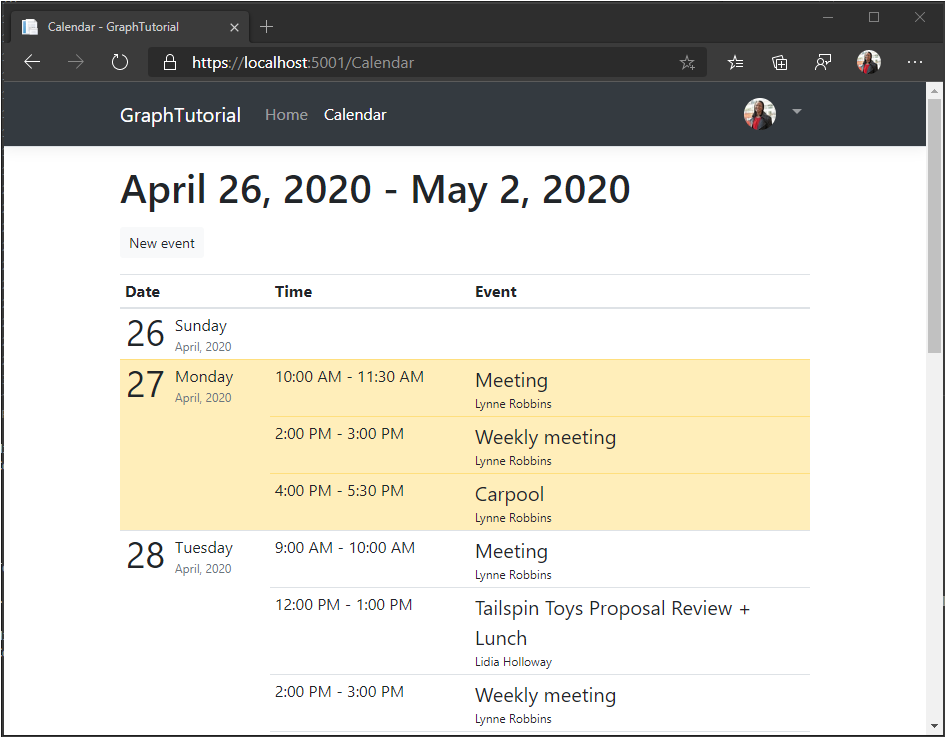 Calendar - GraphTutorial
https://localhost:5001/Calendar
GraphTutorial Home Calendar
April 26, 2020 - May 2, 2020
New event
Date Time Event
26 Sunday
April, 2020
27 Monday 10:00 AM - 11:30 AM Meeting
April, 2020 Lynne Robbins
2:00 PM - 3:00 PM Weekly meeting
Lynne Robbins
4:00 PM - 5:30 PM Carpool
Lynne Robbins
28 Tuesday 9:00 AM - 10:00 AM Meeting
April, 2020 Lynne Robbins
12:00 PM - 1:00 PM Tailspin Toys Proposal Review +
Lunch
Lidia Holloway
2:00 PM - 3:00 PM Weekly meeting
Lynne Robbins